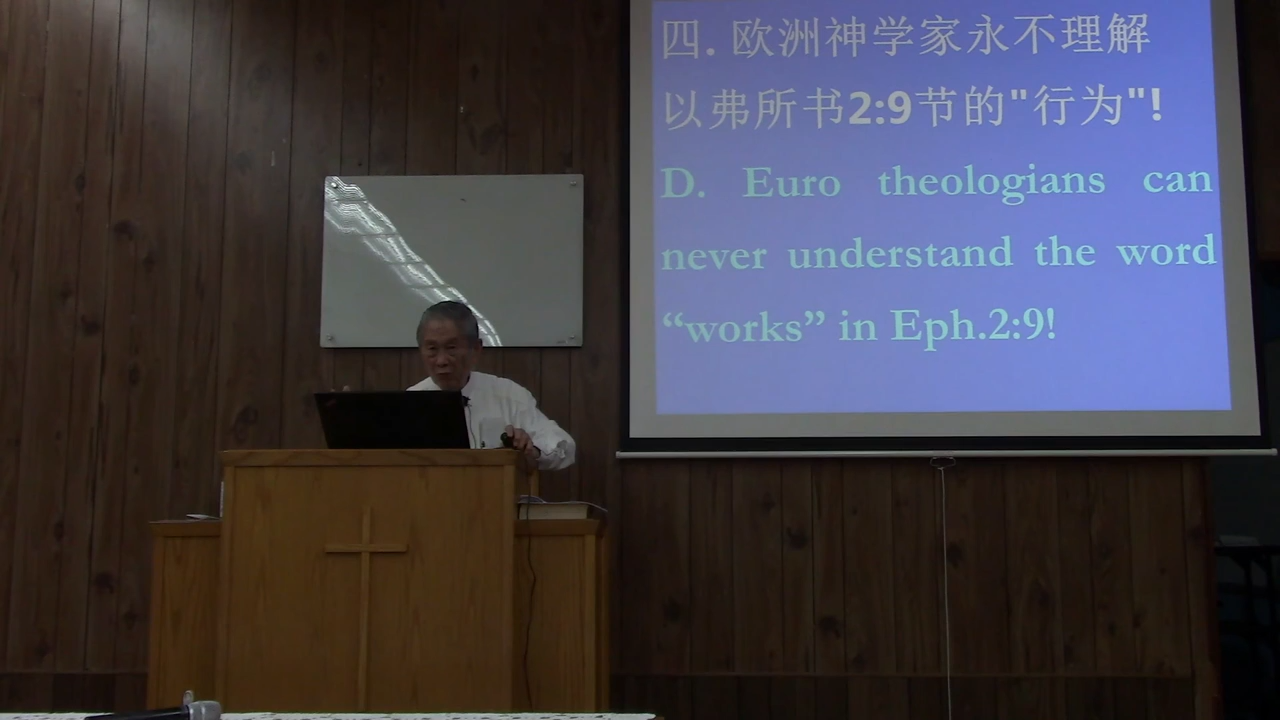 四. 欧洲神学家永不理解
以弗所书2:9节的"行为"!
D. Euro theologians can
never understand the word
“works” in Eph.2:9!